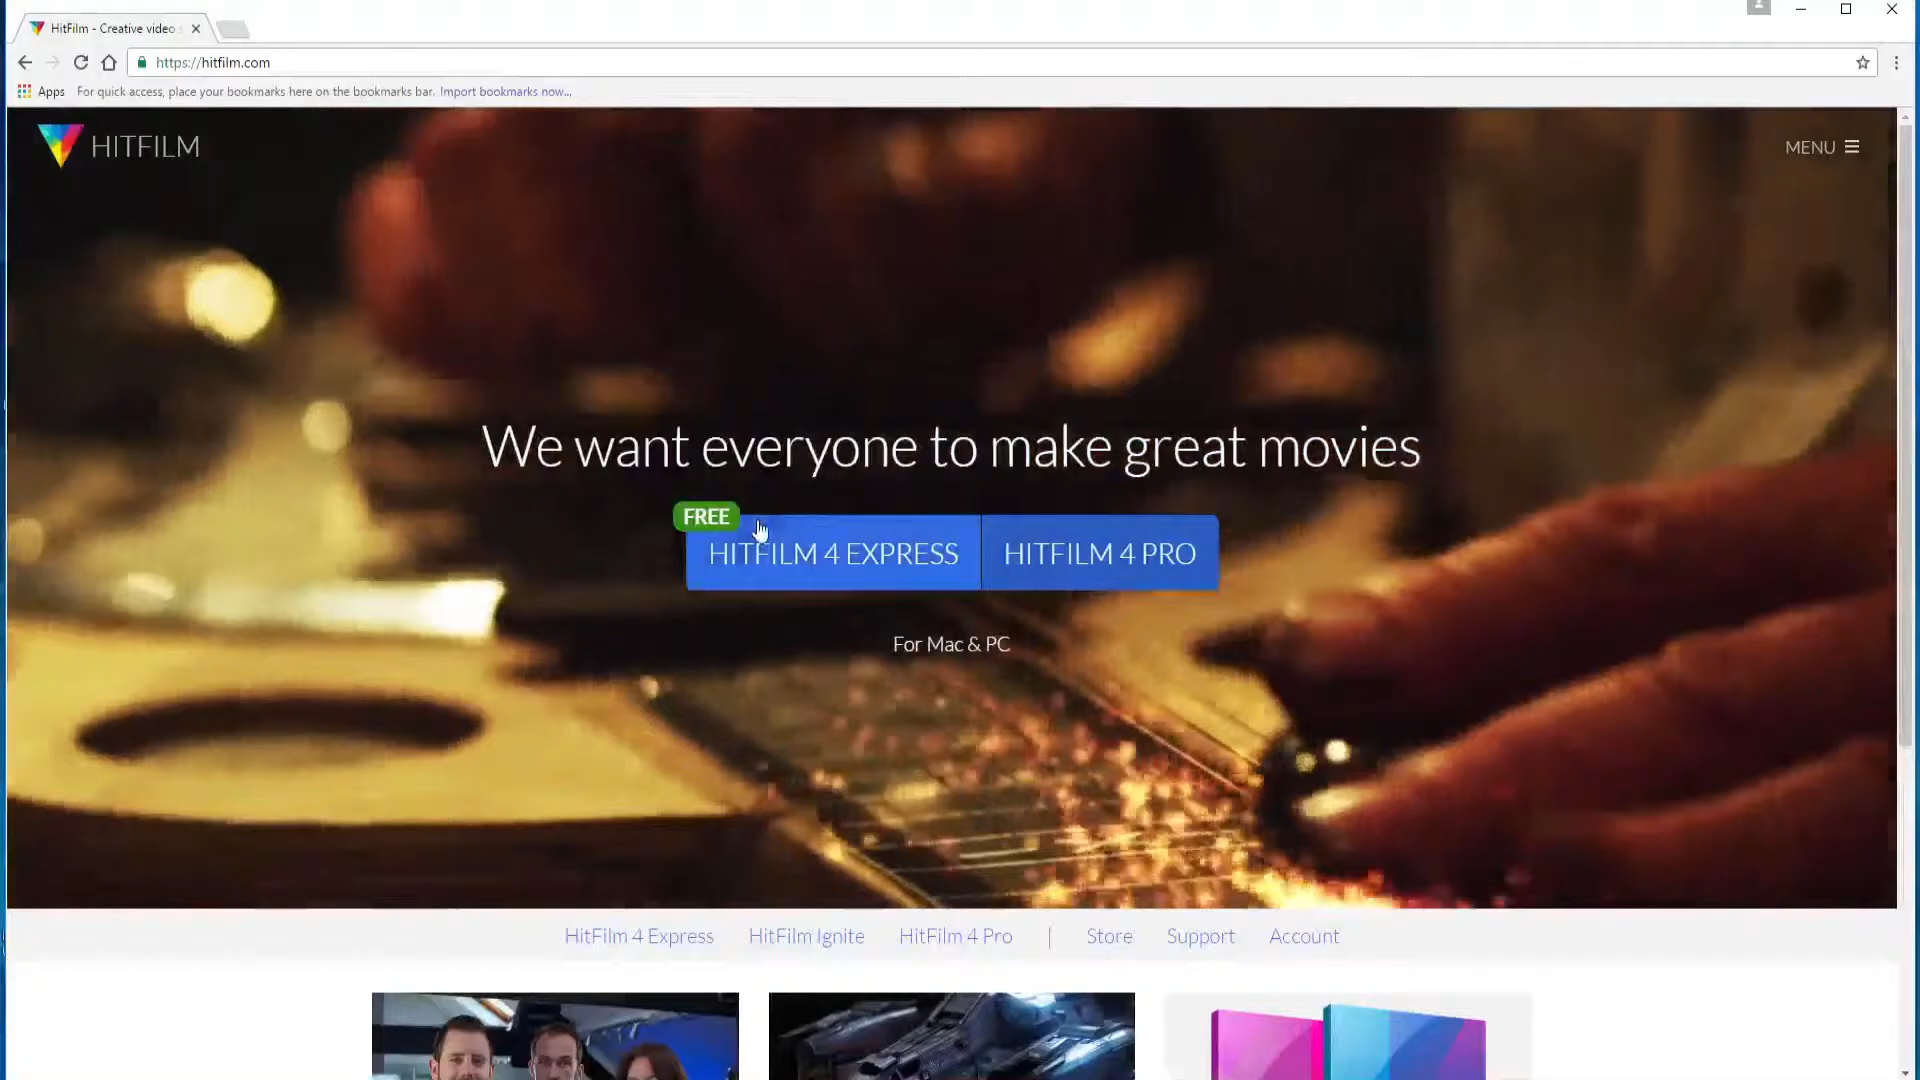 HitFilm - Creative video
https://hitfilm.com
Apps For quick access, place your bookmarks here on the bookmarks bar. Import bookmarks now...
HITFILM
MENU
We want everyone to make great movies
FREE
HITFILM 4 EXPRESS
HITFILM 4 PRO
For Mac & PC
HitFilm 4 Express HitFilm Ignite HitFilm 4 Pro | Store Support Account